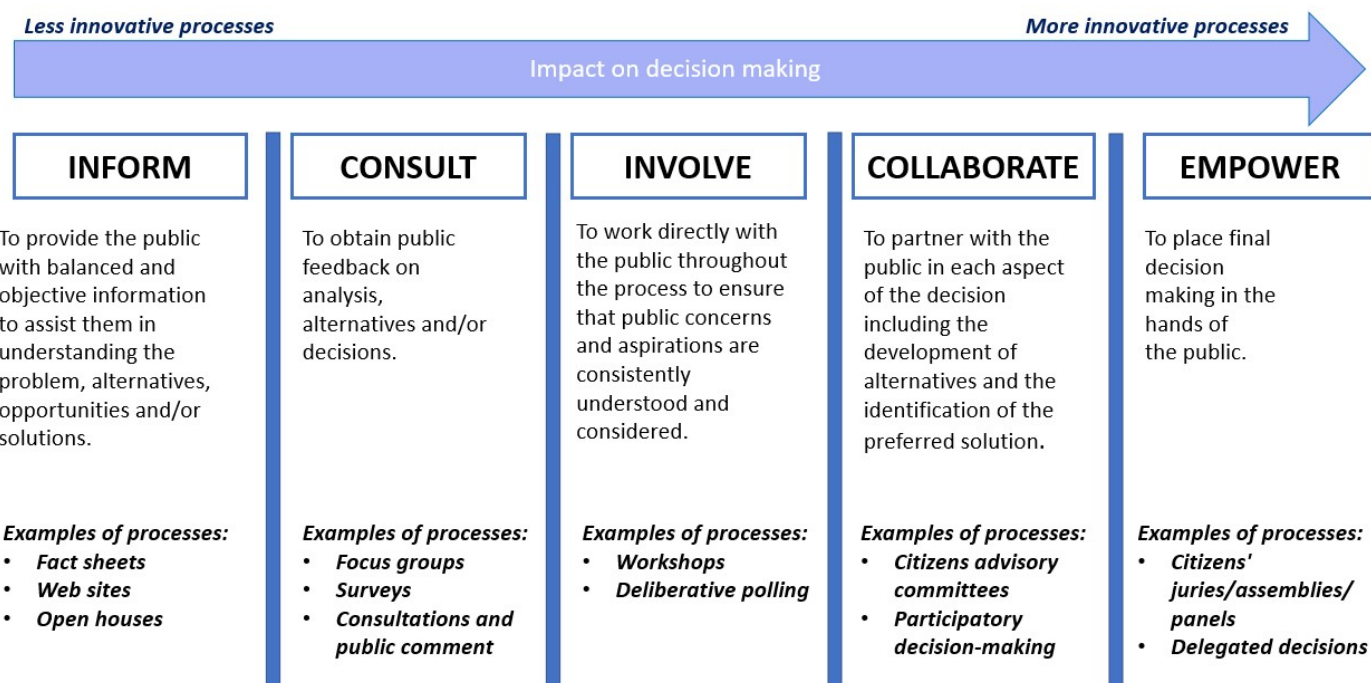 Less innovative processes
More innovative processes
Impact on decision making
INFORM
To provide the public
with balanced and
objective information
to assist them in
understanding the
problem, alternatives,
opportunities and/or
solutions.
Examples of processes:
• Fact sheets
• Web sites
• Open houses
CONSULT
To obtain public
feedback on
analysis,
alternatives and/or
decisions.
Examples of processes:
• Focus groups
• Surveys
• Consultations and
public comment
INVOLVE
To work directly with
the public throughout
the process to ensure
that public concerns
and aspirations are
consistently
understood and
considered.
Examples of processes:
• Workshops
• Deliberative polling
COLLABORATE
To partner with the
public in each aspect
of the decision
including the
development of
alternatives and the
identification of the
preferred solution.
Examples of processes:
• Citizens advisory
committees
• Participatory
decision-making
EMPOWER
To place final
decision
making in the
hands of
the public.
Examples of processes:
• Citizens'
juries/assemblies/
panels
• Delegated decisions